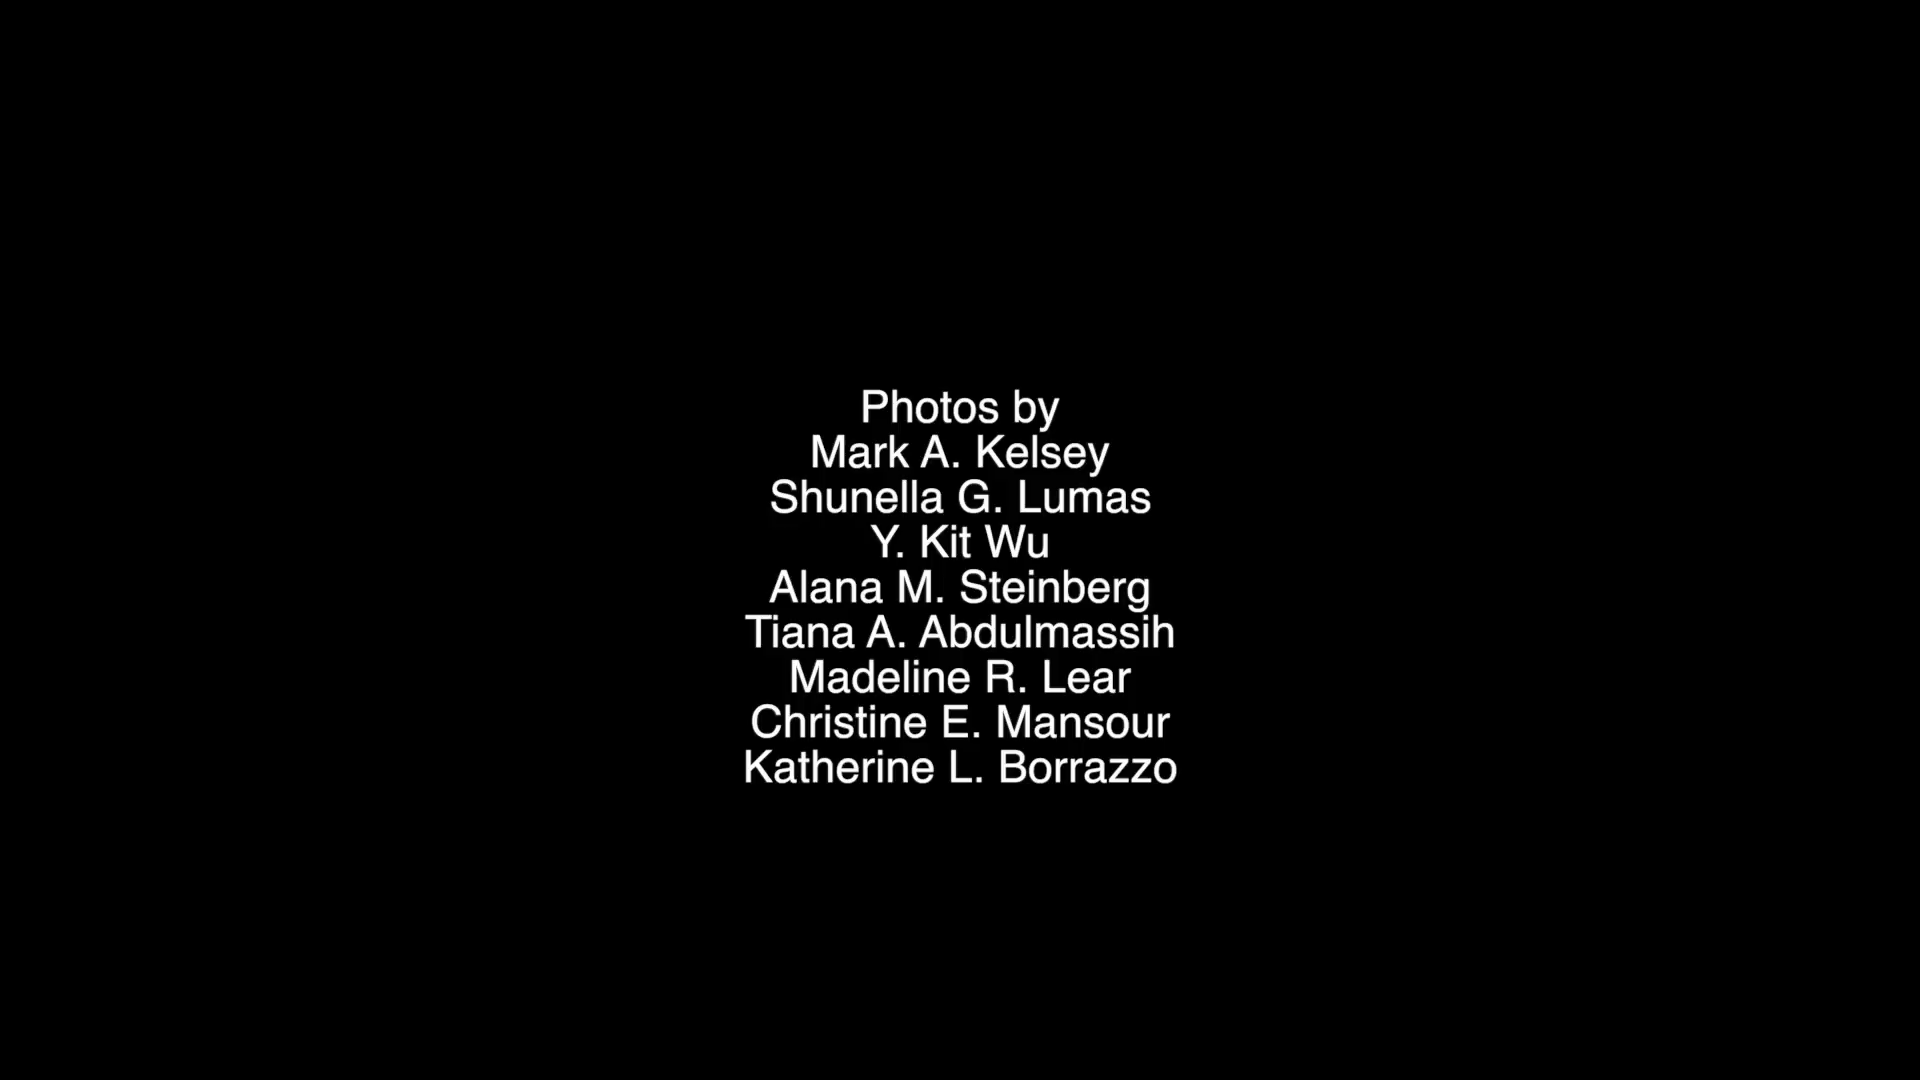 Photos by
Mark A. Kelsey
Shunella G. Lumas
Y. Kit Wu
Alana M. Steinberg
Tiana A. Abdulmassih
Madeline R. Lear
Christine E. Mansour
Katherine L. Borrazzo